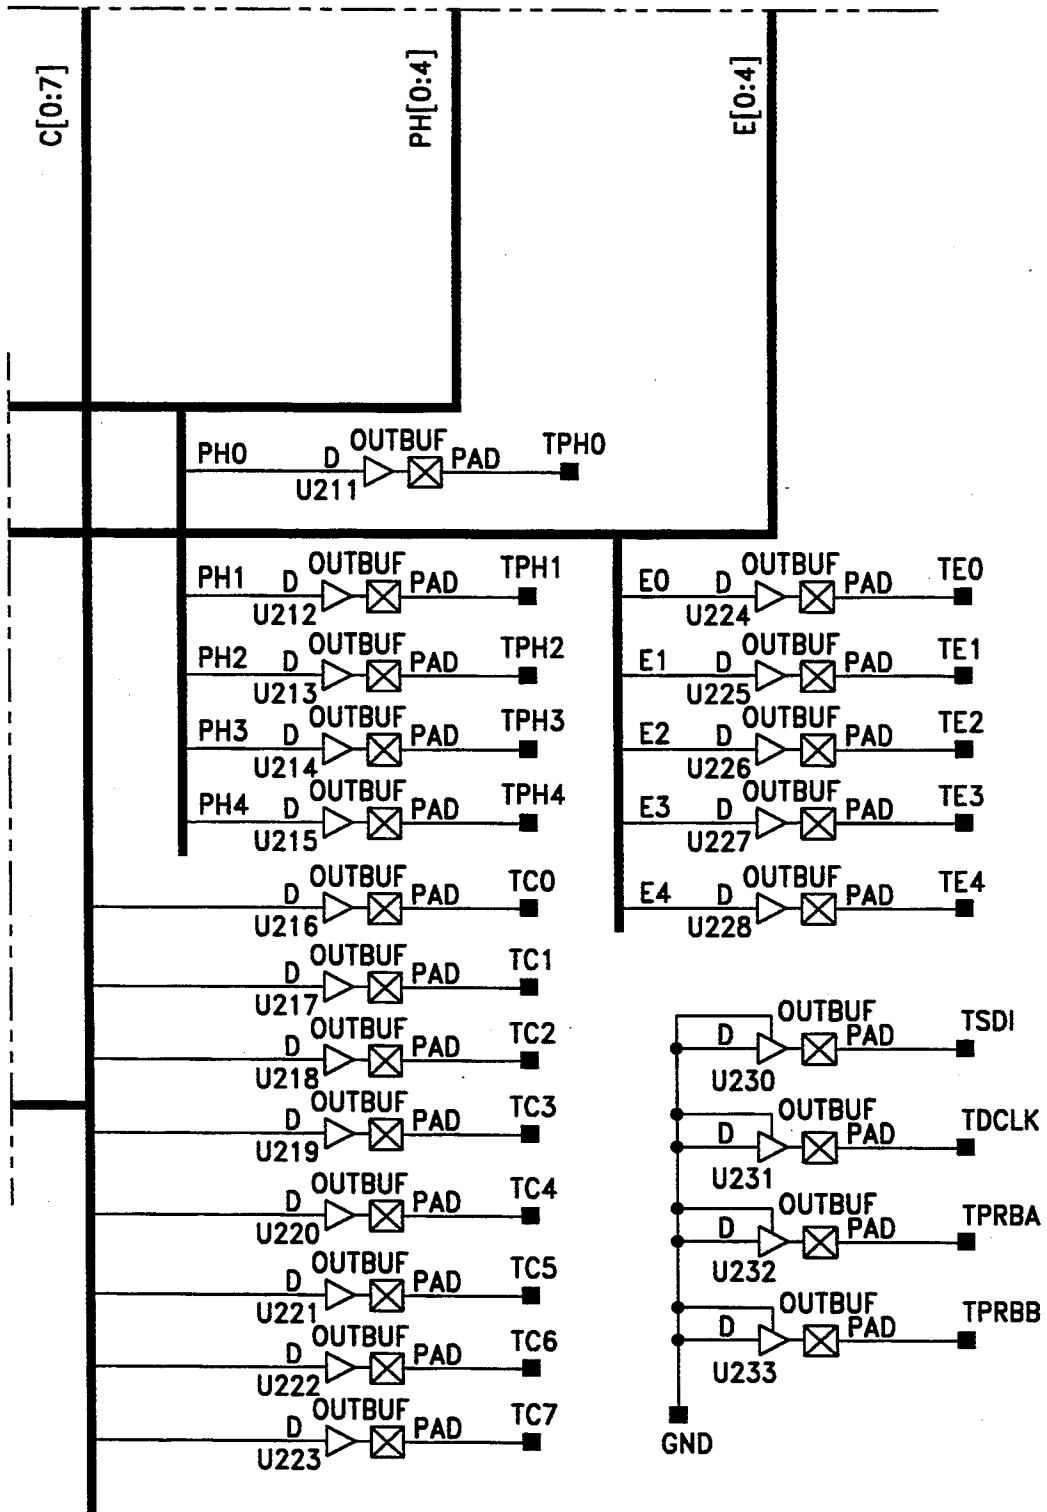 C[0:7]
PH[0:4]
E[0:4]
PH0 D OUTBUF PAD TPH0
U211
PH1 D OUTBUF PAD TPH1
U212
PH2 D OUTBUF PAD TPH2
U213
PH3 D OUTBUF PAD TPH3
U214
PH4 D OUTBUF PAD TPH4
U215
D OUTBUF PAD TC0
U216
D OUTBUF PAD TC1
U217
D OUTBUF PAD TC2
U218
D OUTBUF PAD TC3
U219
D OUTBUF PAD TC4
U220
D OUTBUF PAD TC5
U221
D OUTBUF PAD TC6
U222
D OUTBUF PAD TC7
U223
E0 D OUTBUF PAD TE0
U224
E1 D OUTBUF PAD TE1
U225
E2 D OUTBUF PAD TE2
U226
E3 D OUTBUF PAD TE3
U227
E4 D OUTBUF PAD TE4
U228
D OUTBUF PAD TSDI
U230
D OUTBUF PAD TDCLK
U231
D OUTBUF PAD TPRBA
U232
D OUTBUF PAD TPRBB
U233
GND